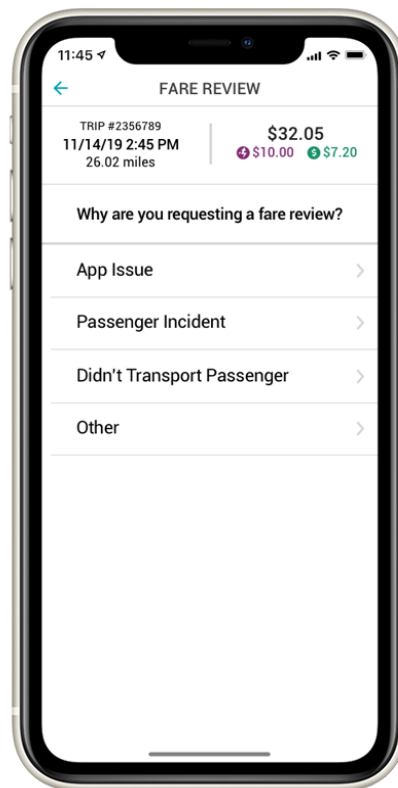 11:45
FARE REVIEW
TRIP #2356789
11/14/19 2:45 PM
26.02 miles
$32.05
$10.00 $ $7.20
Why are you requesting a fare review?
App Issue
Passenger Incident
Didn't Transport Passenger
Other